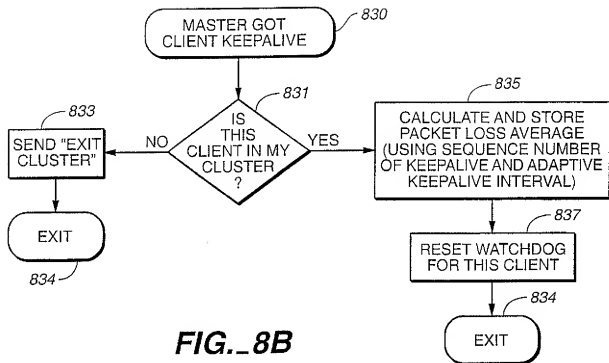 MASTER GOT
CLIENT KEEPALIVE
830
831
IS
THIS
CLIENT IN MY
CLUSTER
?
NO
YES
833
SEND "EXIT
CLUSTER"
EXIT
834
835
CALCULATE AND STORE
PACKET LOSS AVERAGE
(USING SEQUENCE NUMBER
OF KEEPALIVE AND ADAPTIVE
KEEPALIVE INTERVAL)
837
RESET WATCHDOG
FOR THIS CLIENT
834
EXIT
FIG._8B